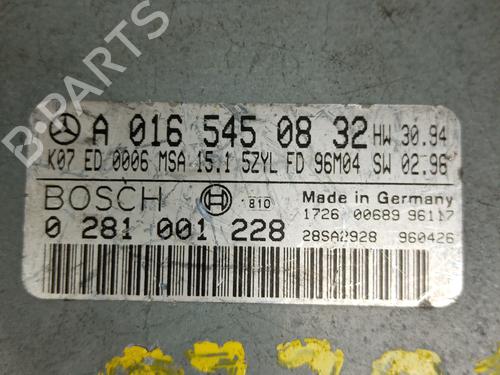 A 016 545 08 32 HW 30.94
K07 ED 0006 MSA 15.1 5ZYL FD 96M04 SW 02.96
BOSCH 810 Made in Germany
1726 00689 96117
0 281 001 228 28SA2928 960426
B-PARTS